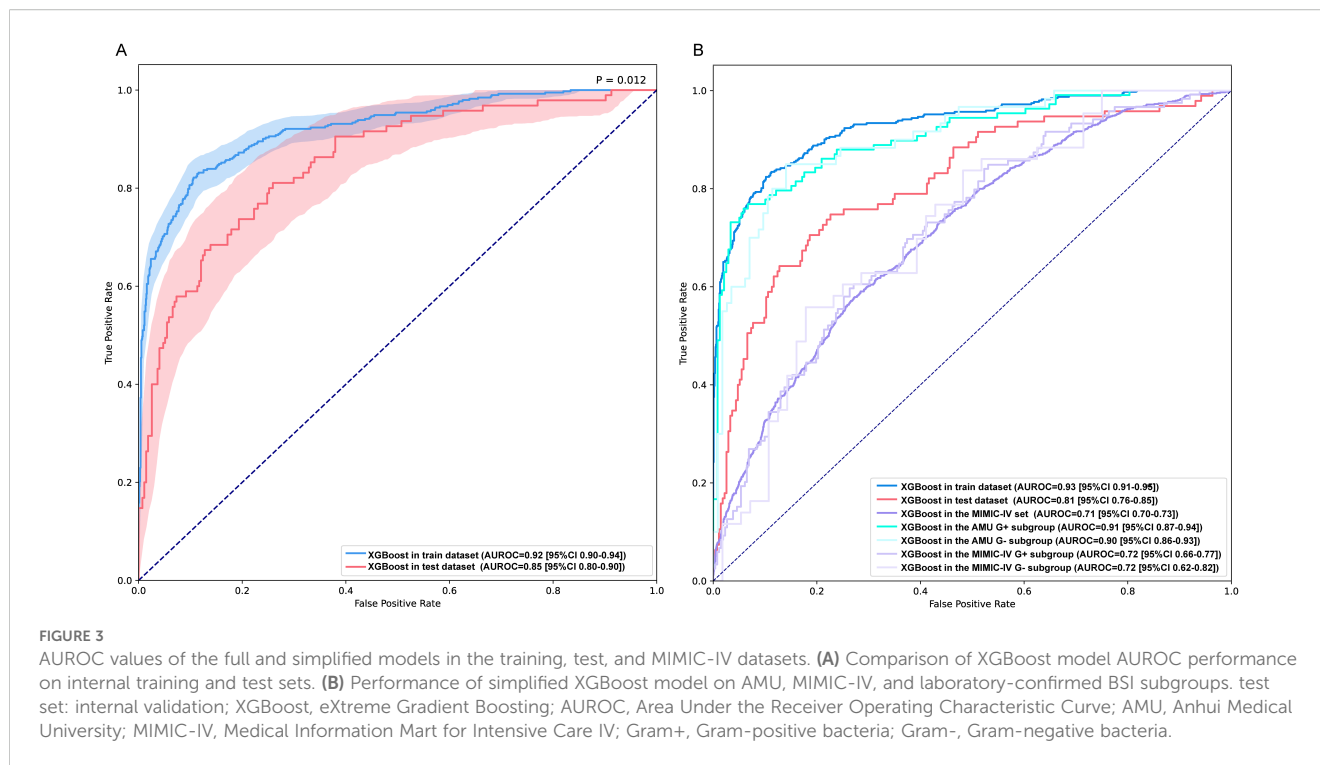 A
P = 0.012
1.0
0.8
0.6
0.4
0.2
0.0
True Positive Rate
0.0 0.2 0.4 0.6 0.8 1.0
False Positive Rate
XGBoost in train dataset (AUROC=0.92 [95%CI 0.90-0.94)
XGBoost in test dataset (AUROC=0.85 [95%CI 0.80-0.90)
B
1.0
0.8
0.6
0.4
0.2
0.0
True Positive Rate
0.0 0.2 0.4 0.6 0.8 1.0
False Positive Rate
XGBoost in train dataset (AUROC=0.93 [95%CI 0.91-0.95])
XGBoost in test dataset (AUROC=0.81 [95%CI 0.76-0.85])
XGBoost in the MIMIC-IV set (AUROC=0.71 [95%CI 0.70-0.73])
XGBoost in the AMU G+ subgroup (AUROC=0.91 [95%CI 0.87-0.94])
XGBoost in the AMU G- subgroup (AUROC=0.90 [95%CI 0.86-0.93])
XGBoost in the MIMIC-IV G+ subgroup (AUROC=0.72 [95%CI 0.66-0.77])
XGBoost in the MIMIC-IV G- subgroup (AUROC=0.72 [95%CI 0.62-0.82])
FIGURE 3
AUROC values of the full and simplified models in the training, test, and MIMIC-IV datasets. (A) Comparison of XGBoost model AUROC performance
on internal training and test sets. (B) Performance of simplified XGBoost model on AMU, MIMIC-IV, and laboratory-confirmed BSI subgroups. test
set: internal validation; XGBoost, eXtreme Gradient Boosting; AUROC, Area Under the Receiver Operating Characteristic Curve; AMU, Anhui Medical
University; MIMIC-IV, Medical Information Mart for Intensive Care IV; Gram+, Gram-positive bacteria; Gram-, Gram-negative bacteria.